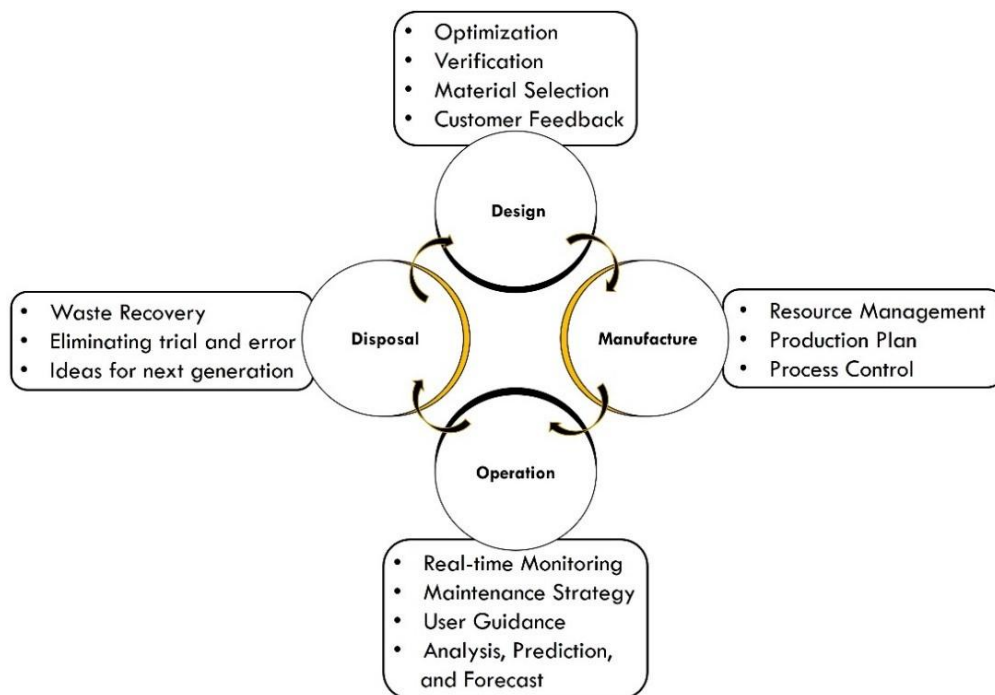 • Optimization
• Verification
• Material Selection
• Customer Feedback
Design
• Waste Recovery
• Eliminating trial and error
• Ideas for next generation
Disposal
Manufacture
• Resource Management
• Production Plan
• Process Control
Operation
• Real-time Monitoring
• Maintenance Strategy
• User Guidance
• Analysis, Prediction,
and Forecast